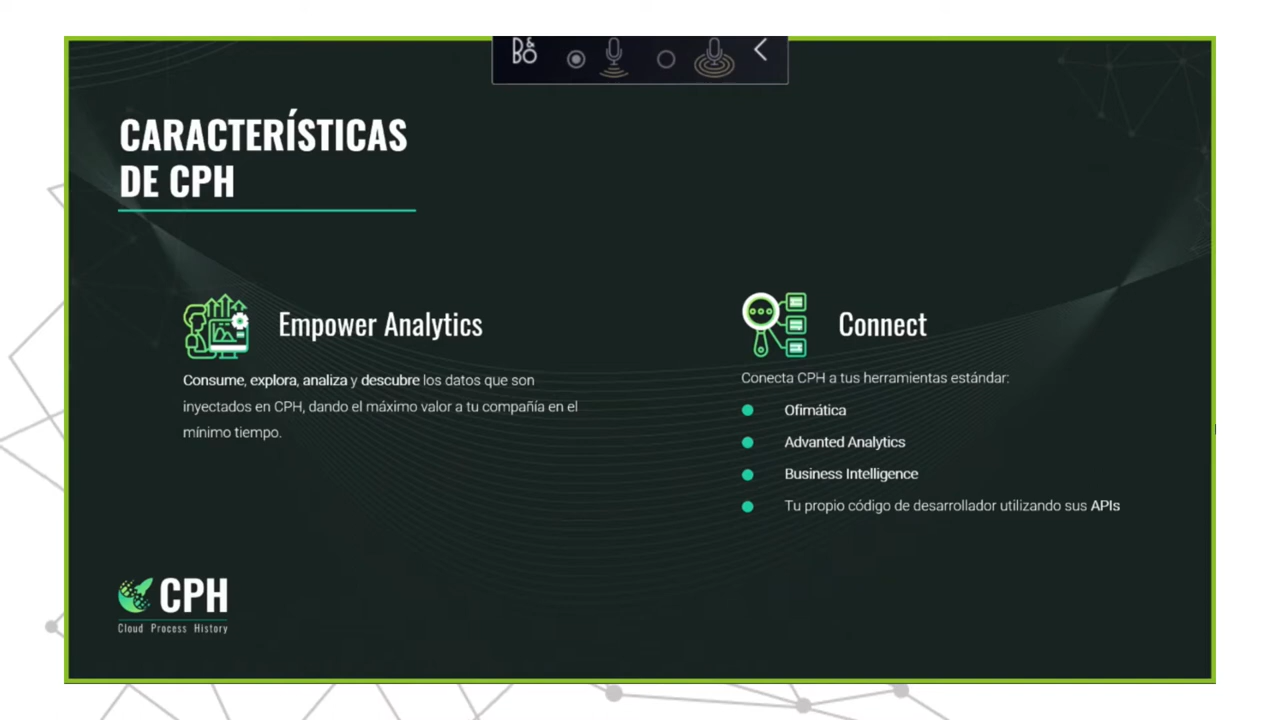 B&O
CARACTERÍSTICAS
DE CPH
Empower Analytics
Consume, explora, analiza y descubre los datos que son
inyectados en CPH, dando el máximo valor a tu compañía en el
mínimo tiempo.
Connect
Conecta CPH a tus herramientas estándar:
Ofimática
Advanted Analytics
Business Intelligence
Tu propio código de desarrollador utilizando sus APIs
CPH
Cloud Process History